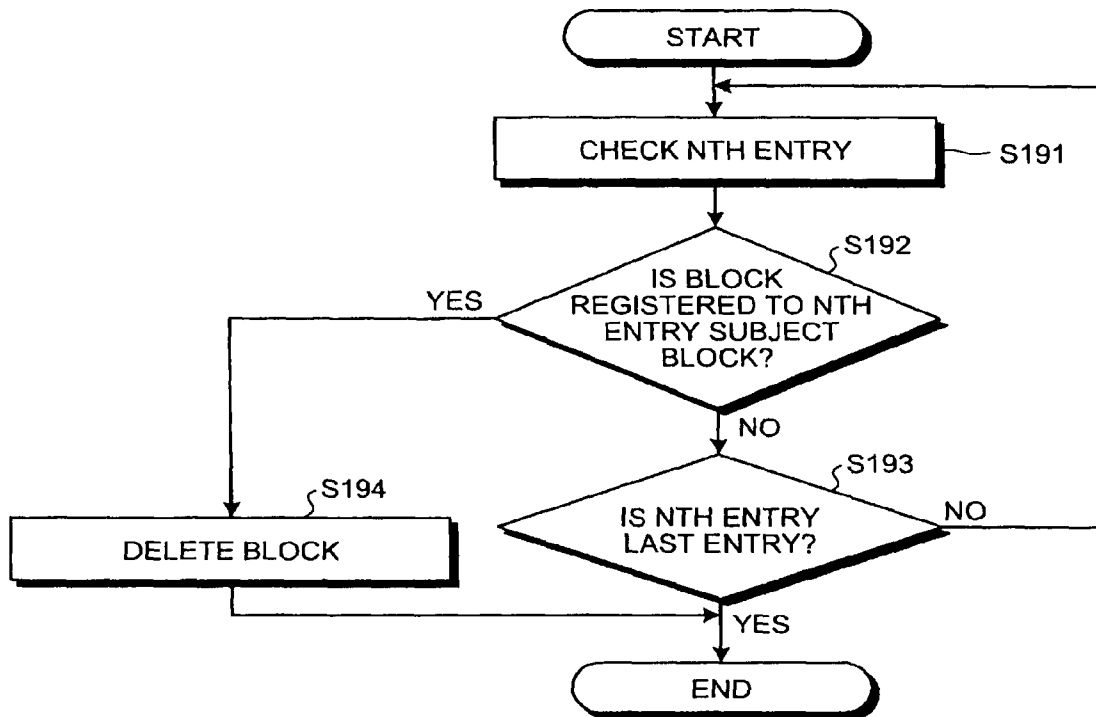 START
CHECK NTH ENTRY
S191
S192
IS BLOCK
REGISTERED TO NTH
ENTRY SUBJECT
BLOCK?
YES
NO
S193
IS NTH ENTRY
LAST ENTRY?
NO
S194
DELETE BLOCK
YES
END